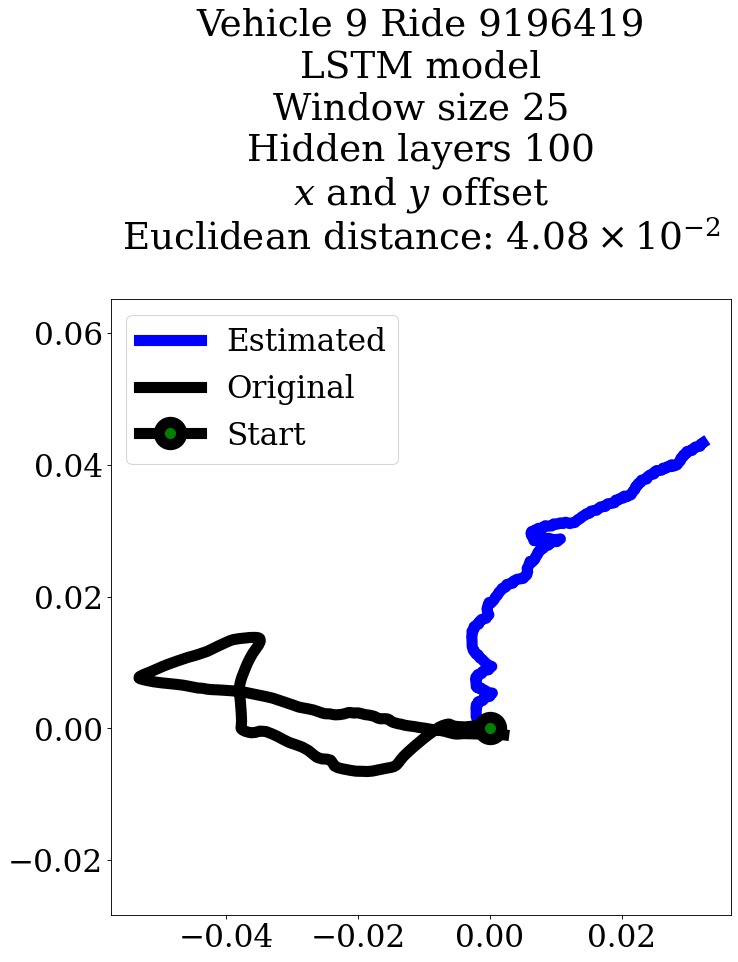 Vehicle 9 Ride 9196419
LSTM model
Window size 25
Hidden layers 100
x and y offset
Euclidean distance: 4.08 × 10⁻²
Estimated
Original
Start
0.06
0.04
0.02
0.00
−0.02
−0.04 −0.02 0.00 0.02